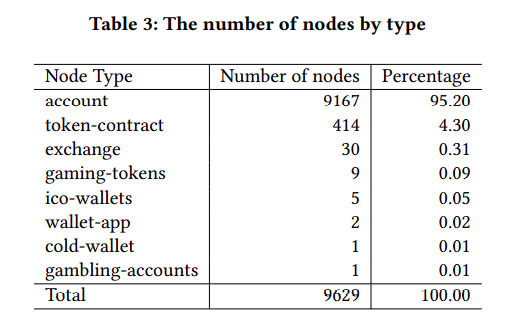 Table 3: The number of nodes by type
Node Type Number of nodes Percentage
account 9167 95.20
token-contract 414 4.30
exchange 30 0.31
gaming-tokens 9 0.09
ico-wallets 5 0.05
wallet-app 2 0.02
cold-wallet 1 0.01
gambling-accounts 1 0.01
Total 9629 100.00